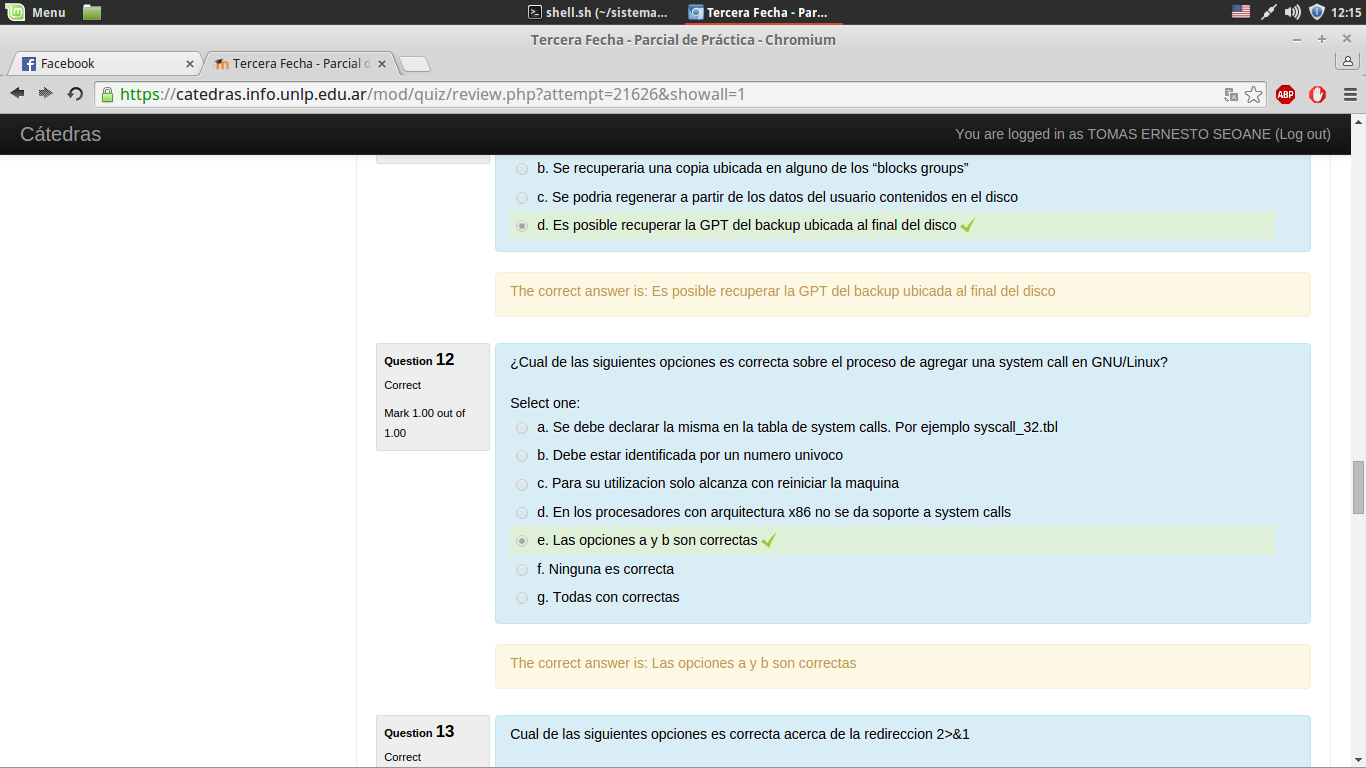 Menu
shell.sh (~/sistema...
Tercera Fecha - Par...
12:15
Tercera Fecha - Parcial de Práctica - Chromium
Facebook
Tercera Fecha - Parcial d
https://catedras.info.unlp.edu.ar/mod/quiz/review.php?attempt=21626&showall=1
ABP
Cátedras
You are logged in as TOMAS ERNESTO SEOANE (Log out)
b. Se recuperaria una copia ubicada en alguno de los “blocks groups”
c. Se podria regenerar a partir de los datos del usuario contenidos en el disco
d. Es posible recuperar la GPT del backup ubicada al final del disco
The correct answer is: Es posible recuperar la GPT del backup ubicada al final del disco
Question 12
Correct
Mark 1.00 out of
1.00
¿Cual de las siguientes opciones es correcta sobre el proceso de agregar una system call en GNU/Linux?
Select one:
a. Se debe declarar la misma en la tabla de system calls. Por ejemplo syscall_32.tbl
b. Debe estar identificada por un numero univoco
c. Para su utilizacion solo alcanza con reiniciar la maquina
d. En los procesadores con arquitectura x86 no se da soporte a system calls
e. Las opciones a y b son correctas
f. Ninguna es correcta
g. Todas con correctas
The correct answer is: Las opciones a y b son correctas
Question 13
Correct
Cual de las siguientes opciones es correcta acerca de la redireccion 2>&1